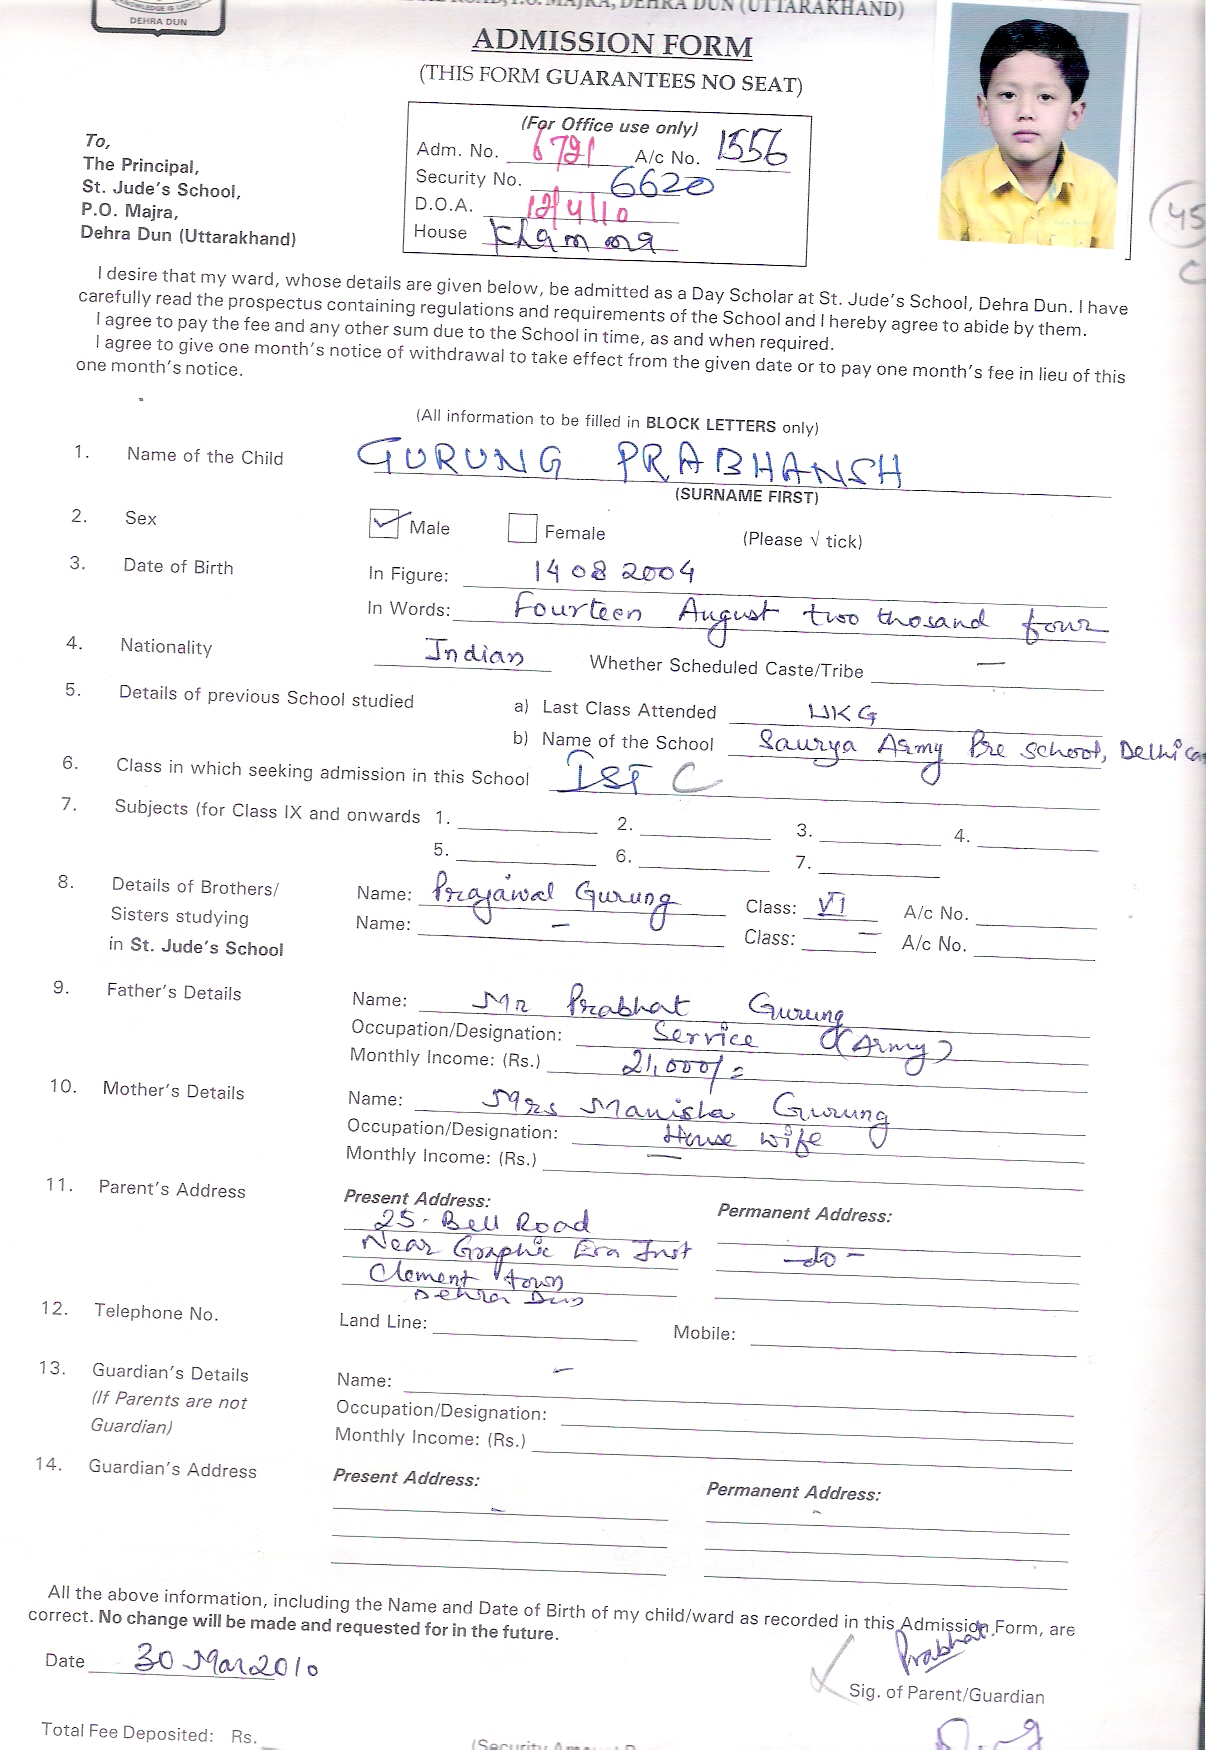 KNOWLEDGE IS LIGHT
DEHRA DUN
ROAD, P.O. MAJRA, DEHRA DUN (UTTARAKHAND)
ADMISSION FORM
(THIS FORM GUARANTEES NO SEAT)
(For Office use only)
Adm. No. 6721 A/c No. 1556
Security No. 6620
D.O.A. 12/4/10
House Khamma
To,
The Principal,
St. Jude's School,
P.O. Majra,
Dehra Dun (Uttarakhand)
45
C
I desire that my ward, whose details are given below, be admitted as a Day Scholar at St. Jude's School, Dehra Dun. I have
carefully read the prospectus containing regulations and requirements of the School and I hereby agree to abide by them.
I agree to pay the fee and any other sum due to the School in time, as and when required.
I agree to give one month's notice of withdrawal to take effect from the given date or to pay one month's fee in lieu of this
one month's notice.
(All information to be filled in BLOCK LETTERS only)
1. Name of the Child GURUNG PRABHANSH
(SURNAME FIRST)
2. Sex Male Female (Please √ tick)
3. Date of Birth In Figure: 14 08 2004
In Words: Fourteen August two thosand four
4. Nationality Indian Whether Scheduled Caste/Tribe —
5. Details of previous School studied a) Last Class Attended UKG
b) Name of the School Saurya Army Pre school, Delhi Ca
6. Class in which seeking admission in this School IST C
7. Subjects (for Class IX and onwards 1. 2. 3. 4.
5. 6. 7.
8. Details of Brothers/ Name: Prajawal Gurung Class: VI A/c No.
Sisters studying Name: — Class: — A/c No.
in St. Jude's School
9. Father's Details Name: Mr Prabhat Gurung
Occupation/Designation: Service (Army)
Monthly Income: (Rs.) 21,000/=
10. Mother's Details Name: Mrs Manisha Gurung
Occupation/Designation: House wife
Monthly Income: (Rs.) —
11. Parent's Address Present Address: Permanent Address:
25- Bell Road
Near Graphic Era Inst —do—
Clement town
Dehra Dun
12. Telephone No. Land Line: Mobile:
13. Guardian's Details Name: —
(If Parents are not Occupation/Designation:
Guardian) Monthly Income: (Rs.)
14. Guardian's Address Present Address: Permanent Address:
- -
All the above information, including the Name and Date of Birth of my child/ward as recorded in this Admission Form, are
correct. No change will be made and requested for in the future.
Date 30 Mar 2010 Prabhat
Sig. of Parent/Guardian
Total Fee Deposited: Rs.
(Security Amount